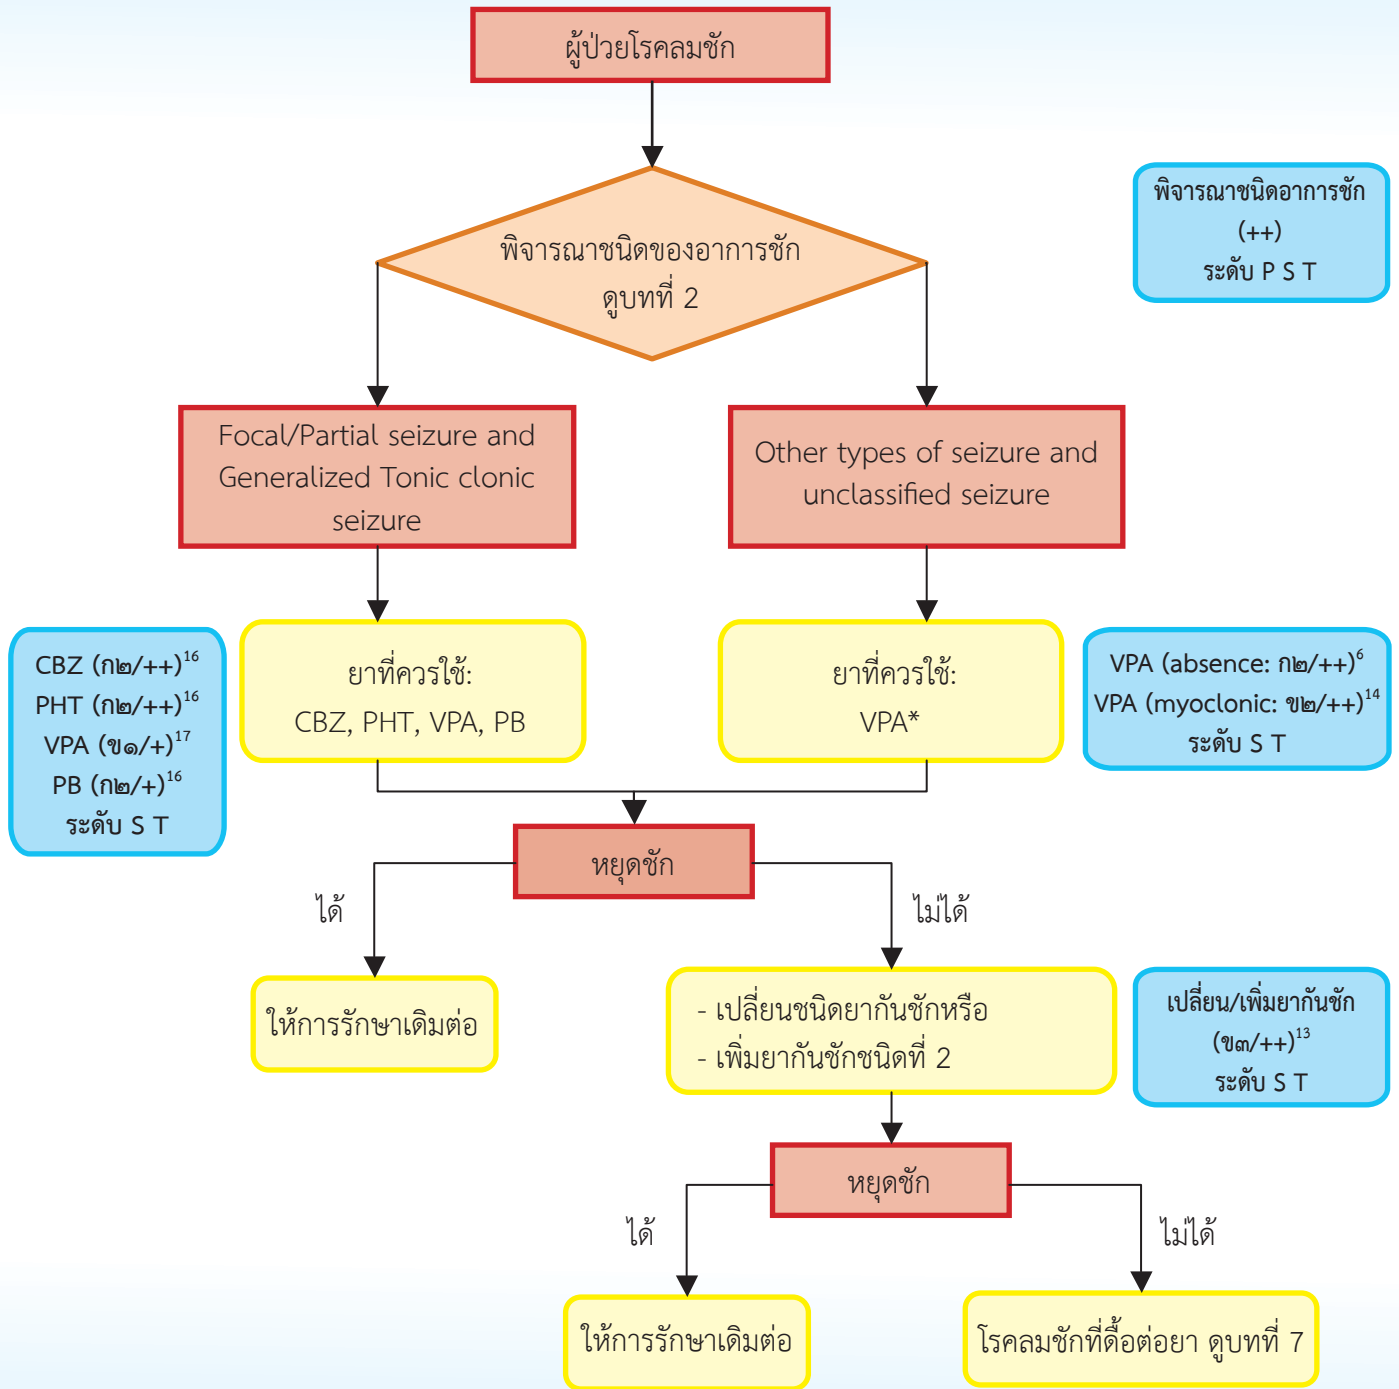 ผู้ป่วยโรคลมชัก
พิจารณาชนิดของอาการชัก
ดูบทที่ 2
พิจารณาชนิดอาการชัก
(++)
ระดับ P S T
Focal/Partial seizure and
Generalized Tonic clonic
seizure
Other types of seizure and
unclassified seizure
CBZ (ก๒/++)16
PHT (ก๒/++)16
VPA (ข๑/+)17
PB (ก๒/+)16
ระดับ S T
ยาที่ควรใช้:
CBZ, PHT, VPA, PB
ยาที่ควรใช้:
VPA*
VPA (absence: ก๒/++)6
VPA (myoclonic: ข๒/++)14
ระดับ S T
หยุดชัก
ได้
ไม่ได้
ให้การรักษาเดิมต่อ
- เปลี่ยนชนิดยากันชักหรือ
- เพิ่มยากันชักชนิดที่ 2
เปลี่ยน/เพิ่มยากันชัก
(ข๓/++)13
ระดับ S T
หยุดชัก
ได้
ไม่ได้
ให้การรักษาเดิมต่อ
โรคลมชักที่ดื้อต่อยา ดูบทที่ 7